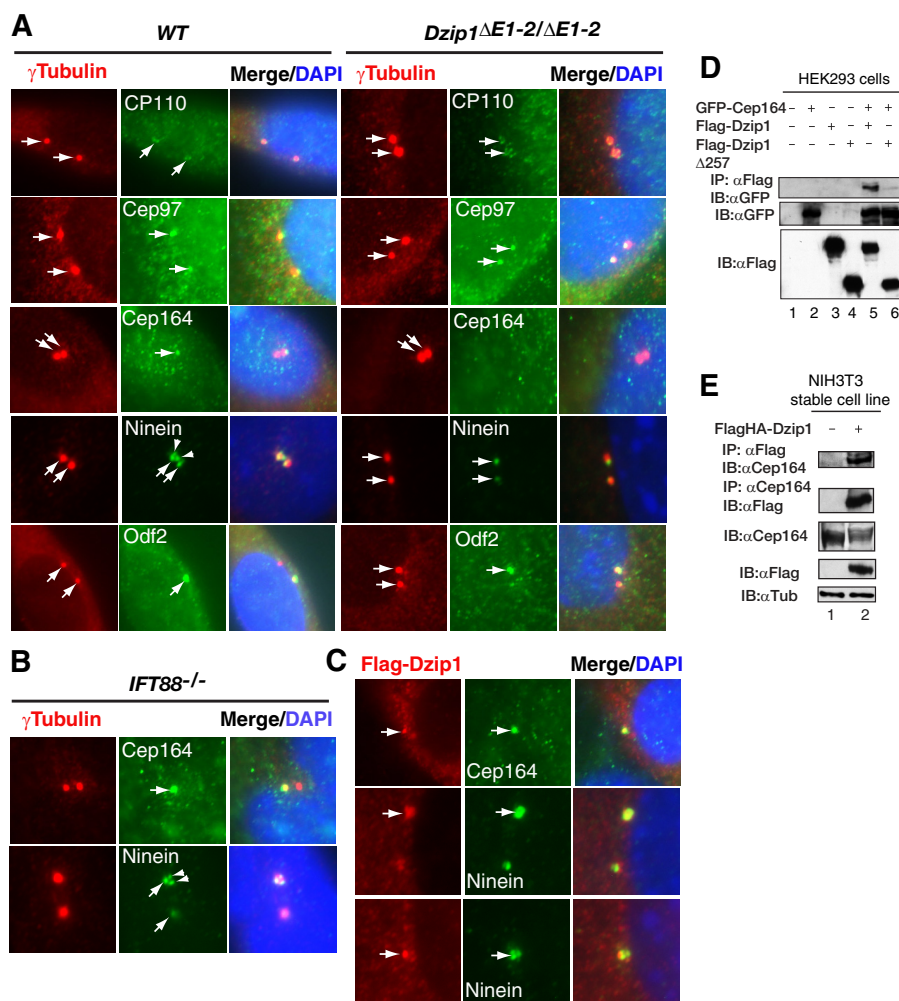 A
WT
Dzip1ΔE1-2/ΔE1-2
γTubulin
Merge/DAPI
γTubulin
Merge/DAPI
CP110
CP110
Cep97
Cep97
Cep164
Cep164
Ninein
Ninein
Odf2
Odf2
B
IFT88-/-
γTubulin
Merge/DAPI
Cep164
Ninein
C
Flag-Dzip1
Merge/DAPI
Cep164
Ninein
Ninein
D
HEK293 cells
GFP-Cep164 - + - - + +
Flag-Dzip1 - - + - + -
Flag-Dzip1 - - - + - +
Δ257
IP: αFlag
IB:αGFP
IB:αGFP
IB:αFlag
1 2 3 4 5 6
E
NIH3T3
stable cell line
FlagHA-Dzip1 - +
IP: αFlag
IB:αCep164
IP: αCep164
IB:αFlag
IB:αCep164
IB:αFlag
IB:αTub
1 2